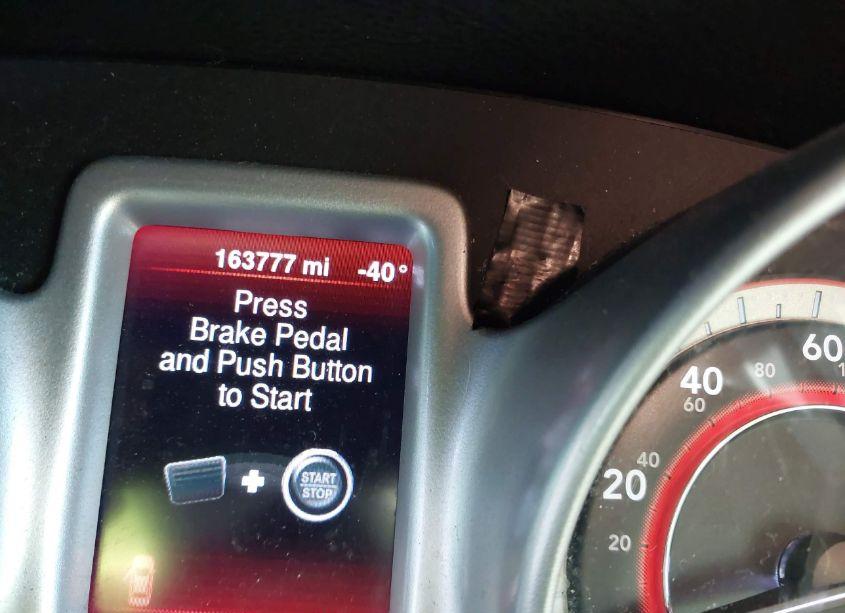 163777 mi -40°
Press
Brake Pedal
and Push Button
to Start
START
STOP
60
80
40
60
40
20
20